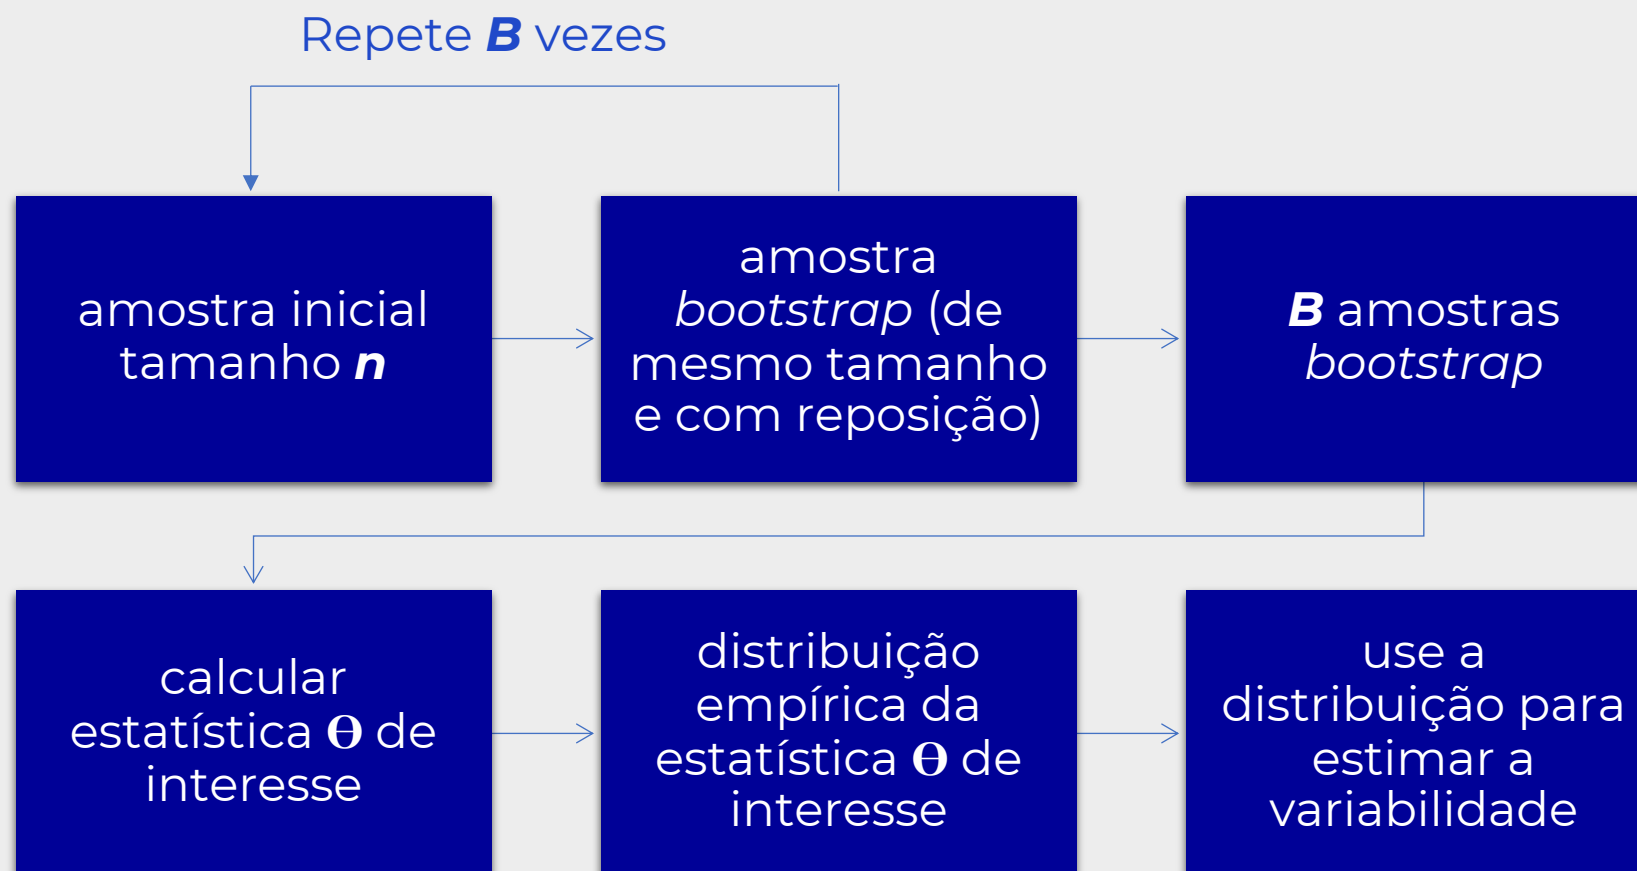 Repete B vezes
amostra inicial
tamanho n
amostra
bootstrap (de
mesmo tamanho
e com reposição)
B amostras
bootstrap
calcular
estatística Ө de
interesse
distribuição
empírica da
estatística Ө de
interesse
use a
distribuição para
estimar a
variabilidade